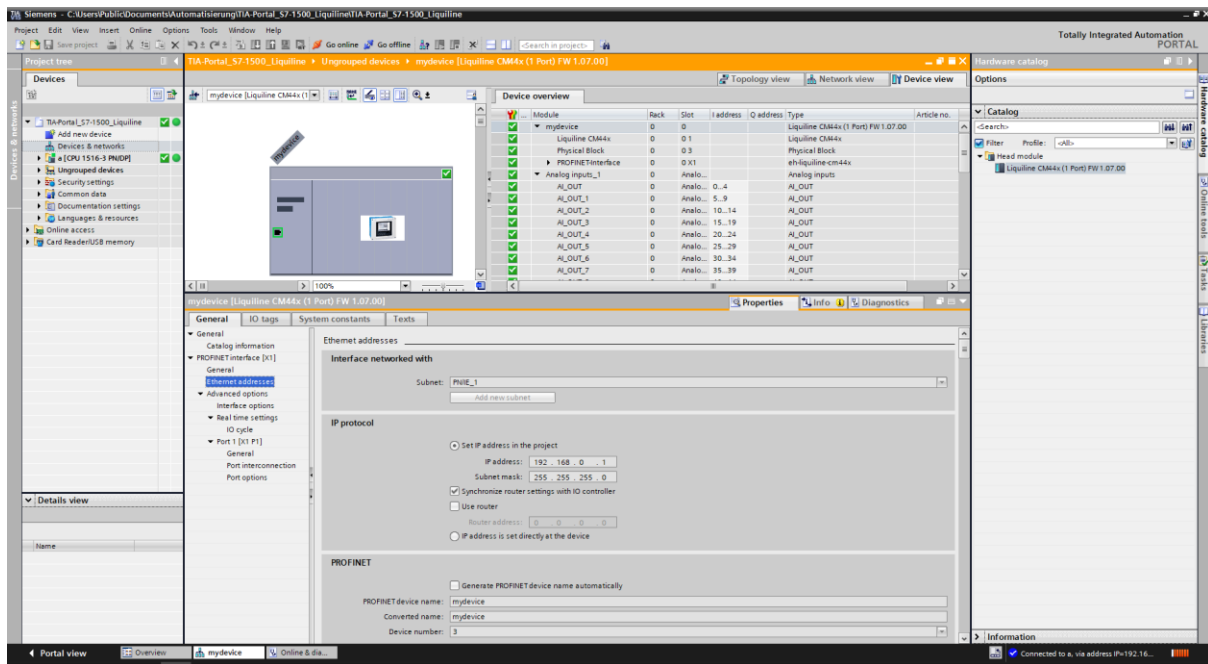 Siemens - C:\Users\Public\Documents\Automatisierung\TIA-Portal_S7-1500_Liquiline\TIA-Portal_S7-1500_Liquiline
Project Edit View Insert Online Options Tools Window Help
Totally Integrated Automation
PORTAL
Save project Go online Go offline <Search in project>
Project tree
Devices
TIA-Portal_S7-1500_Liquiline
Add new device
Devices & networks
a [CPU 1516-3 PN/DP]
Ungrouped devices
Security settings
Common data
Documentation settings
Languages & resources
Online access
Card Reader/USB memory
Details view
Name
Devices & networks
TIA-Portal_S7-1500_Liquiline Ungrouped devices mydevice [Liquiline CM44x (1 Port) FW 1.07.00]
Topology view Network view Device view
mydevice [Liquiline CM44x (1
mydevice
100%
Device overview
... Module Rack Slot I address Q address Type Article no.
mydevice 0 0 Liquiline CM44x (1 Port) FW 1.07.00
Liquiline CM44x 0 0 1 Liquiline CM44x
Physical Block 0 0 3 Physical Block
PROFINET-Interface 0 0 X1 eh-liquiline-cm44x
Analog inputs_1 0 Analo... Analog inputs
AI_OUT 0 Analo... 0...4 AI_OUT
AI_OUT_1 0 Analo... 5...9 AI_OUT
AI_OUT_2 0 Analo... 10...14 AI_OUT
AI_OUT_3 0 Analo... 15...19 AI_OUT
AI_OUT_4 0 Analo... 20...24 AI_OUT
AI_OUT_5 0 Analo... 25...29 AI_OUT
AI_OUT_6 0 Analo... 30...34 AI_OUT
AI_OUT_7 0 Analo... 35...39 AI_OUT
mydevice [Liquiline CM44x (1 Port) FW 1.07.00]
Properties Info Diagnostics
General IO tags System constants Texts
General
Catalog information
PROFINET interface [X1]
General
Ethernet addresses
Advanced options
Interface options
Real time settings
IO cycle
Port 1 [X1 P1]
General
Port interconnection
Port options
Ethernet addresses
Interface networked with
Subnet: PN/IE_1
Add new subnet
IP protocol
Set IP address in the project
IP address: 192 . 168 . 0 . 1
Subnet mask: 255 . 255 . 255 . 0
Synchronize router settings with IO controller
Use router
Router address: 0 . 0 . 0 . 0
IP address is set directly at the device
PROFINET
Generate PROFINET device name automatically
PROFINET device name: mydevice
Converted name: mydevice
Device number: 3
Hardware catalog
Options
Catalog
<Search>
Filter Profile: <All>
Head module
Liquiline CM44x (1 Port) FW 1.07.00
Information
Hardware catalog
Online tools
Tasks
Libraries
Portal view Overview mydevice Online & dia... Connected to a, via address IP=192.16...